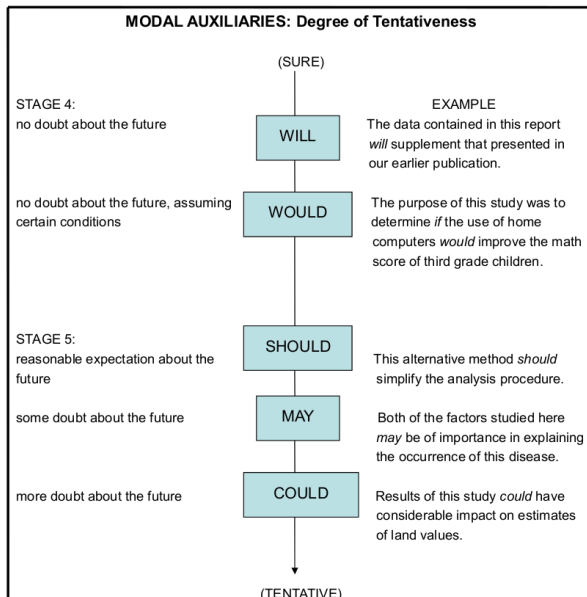 MODAL AUXILIARIES: Degree of Tentativeness
(SURE)
STAGE 4:
no doubt about the future
WILL
EXAMPLE
The data contained in this report
will supplement that presented in
our earlier publication.
no doubt about the future, assuming
certain conditions
WOULD
The purpose of this study was to
determine if the use of home
computers would improve the math
score of third grade children.
STAGE 5:
reasonable expectation about the
future
SHOULD
This alternative method should
simplify the analysis procedure.
some doubt about the future
MAY
Both of the factors studied here
may be of importance in explaining
the occurrence of this disease.
more doubt about the future
COULD
Results of this study could have
considerable impact on estimates
of land values.
(TENTATIVE)